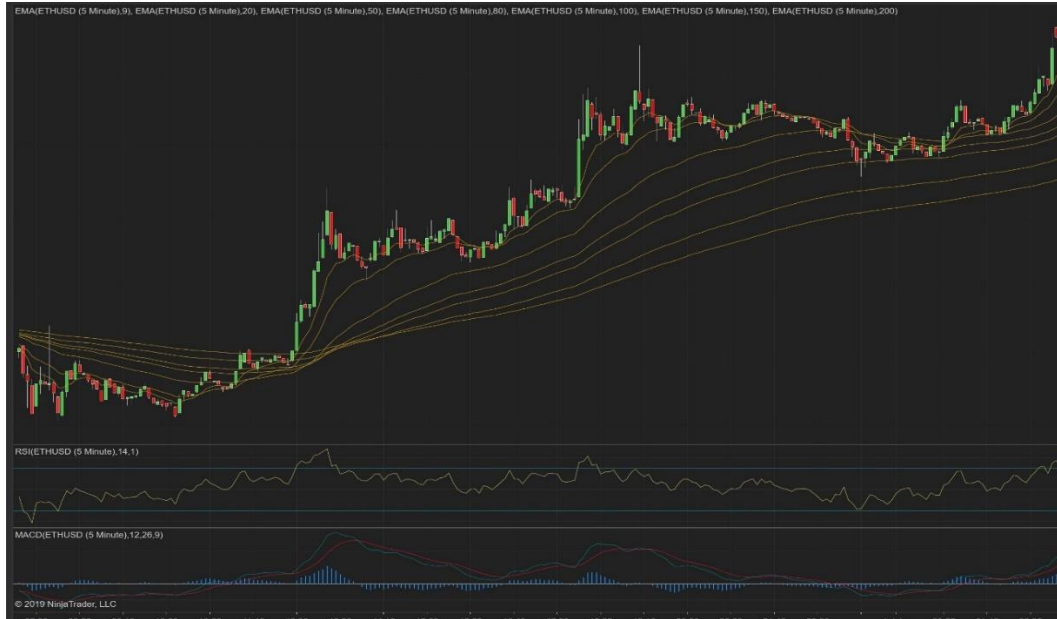 EMA(ETHUSD (5 Minute),9), EMA(ETHUSD (5 Minute),20), EMA(ETHUSD (5 Minute),50), EMA(ETHUSD (5 Minute),80), EMA(ETHUSD (5 Minute),100), EMA(ETHUSD (5 Minute),150), EMA(ETHUSD (5 Minute),200)
RSI(ETHUSD (5 Minute),14,1)
MACD(ETHUSD (5 Minute),12,26,9)
© 2019 NinjaTrader, LLC